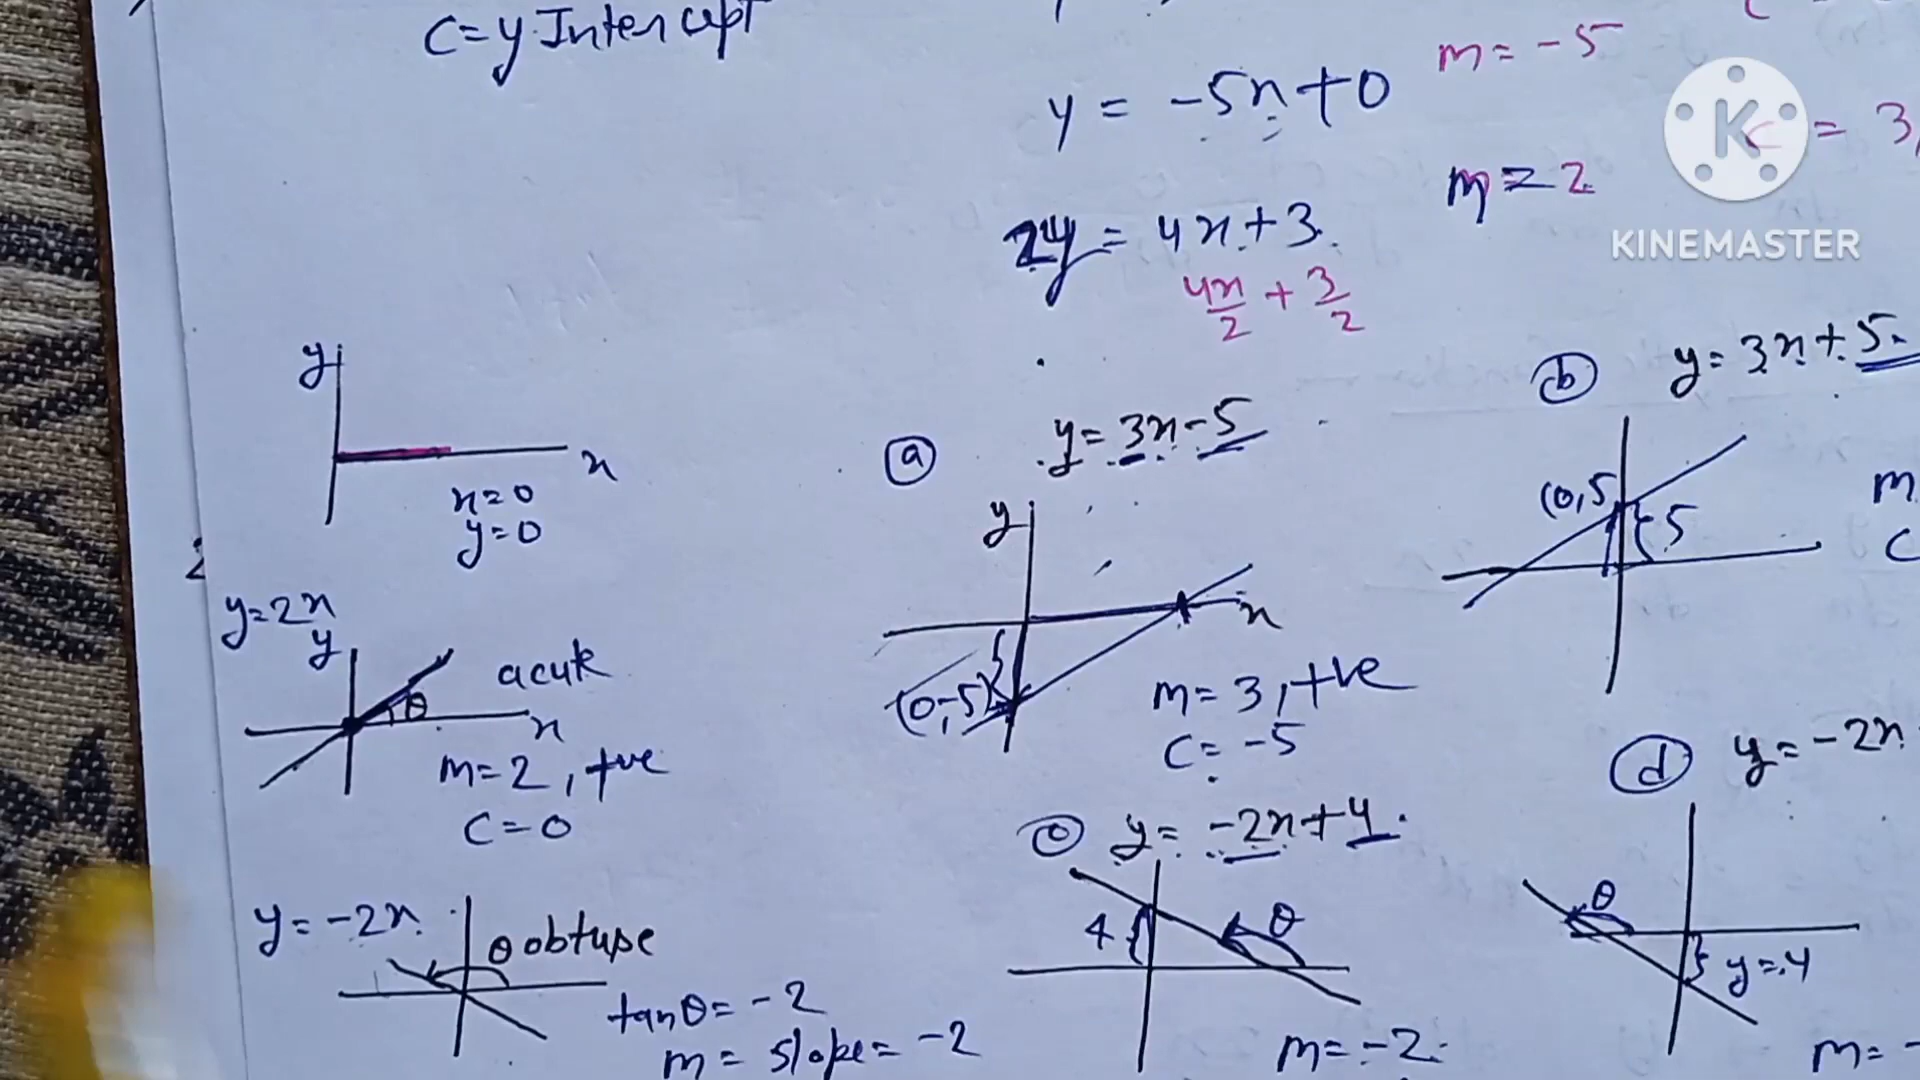 C=y Intercept
m= -5
y = -5x+0
c = 3,
m = 2
2y = 4x+3
4x/2 + 3/2
KINEMASTER
y
x
x=0
y=0
y=2x
y
acute
θ
x
m=2, +ve
C=0
y=-2x
θ obtuse
tanθ= -2
m = slope= -2
(a) y= 3x-5
y
x
(0,-5)
m= 3, +ve
C= -5
(b) y= 3x+5
(0,5
5
m
C
(c) y= -2x+4
4
θ
m= -2
(d) y= -2x
θ
y=-4
m= -